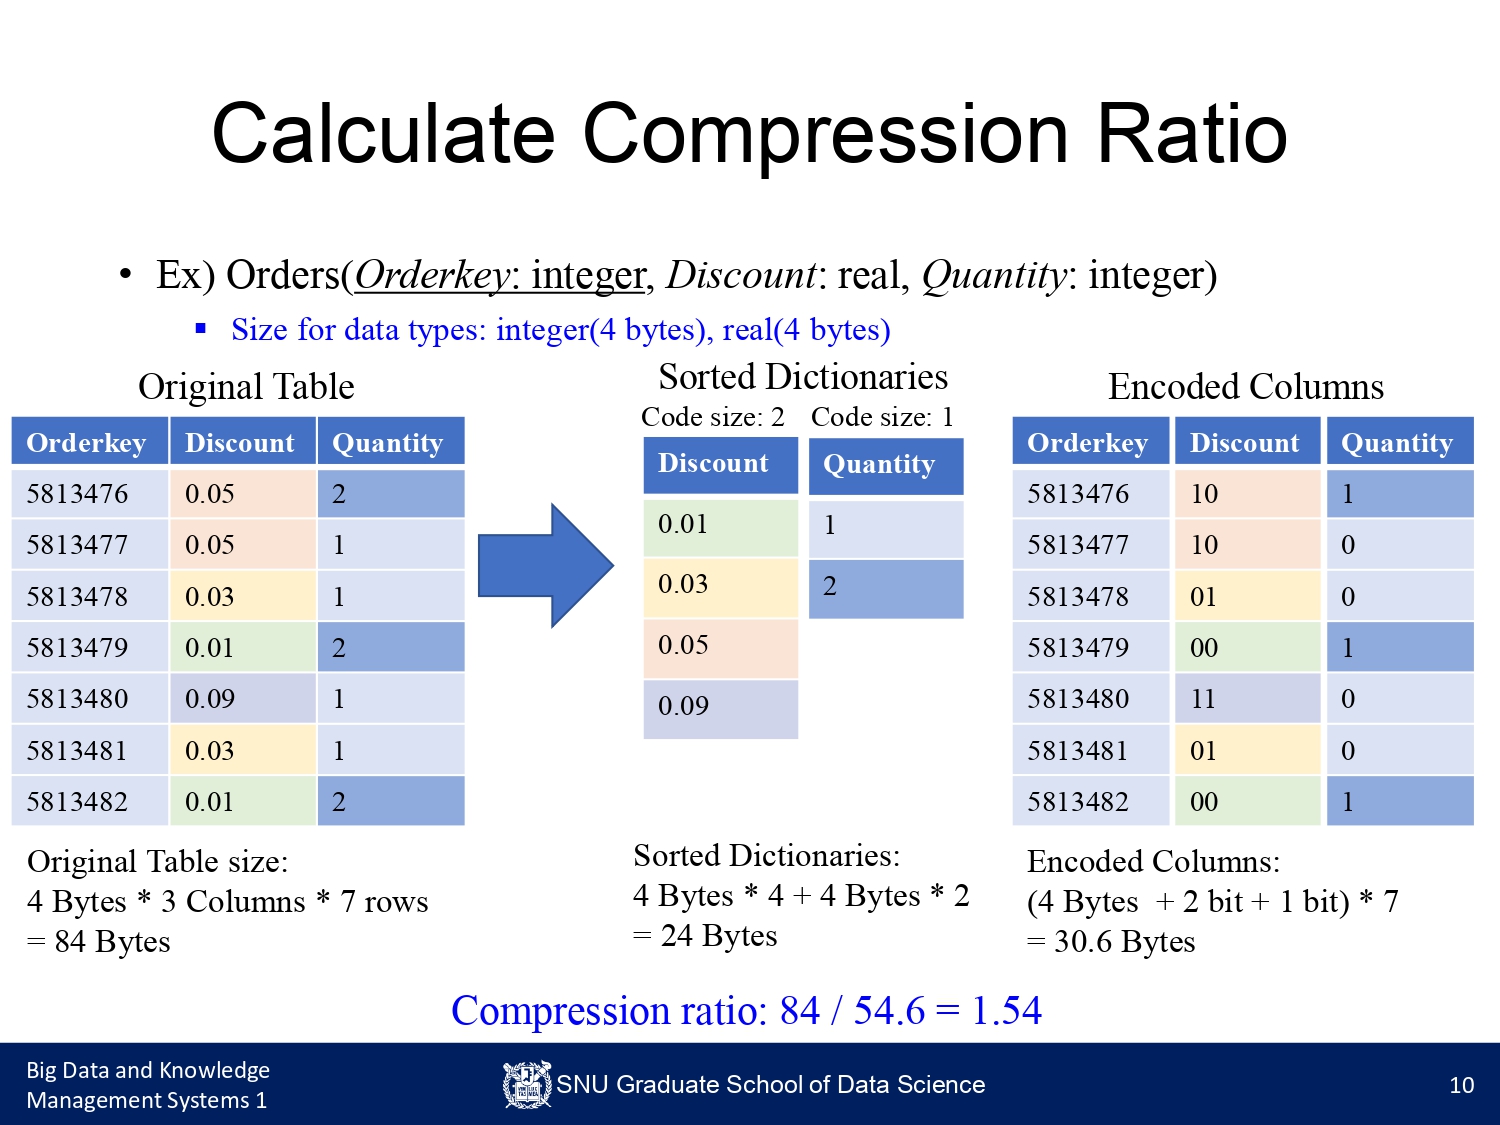 Calculate Compression Ratio
• Ex) Orders(Orderkey: integer, Discount: real, Quantity: integer)
▪ Size for data types: integer(4 bytes), real(4 bytes)
Original Table
Orderkey Discount Quantity
5813476 0.05 2
5813477 0.05 1
5813478 0.03 1
5813479 0.01 2
5813480 0.09 1
5813481 0.03 1
5813482 0.01 2
Original Table size:
4 Bytes * 3 Columns * 7 rows
= 84 Bytes
Sorted Dictionaries
Code size: 2 Code size: 1
Discount Quantity
0.01 1
0.03 2
0.05
0.09
Sorted Dictionaries:
4 Bytes * 4 + 4 Bytes * 2
= 24 Bytes
Encoded Columns
Orderkey Discount Quantity
5813476 10 1
5813477 10 0
5813478 01 0
5813479 00 1
5813480 11 0
5813481 01 0
5813482 00 1
Encoded Columns:
(4 Bytes + 2 bit + 1 bit) * 7
= 30.6 Bytes
Compression ratio: 84 / 54.6 = 1.54
Big Data and Knowledge
Management Systems 1
SNU Graduate School of Data Science
10